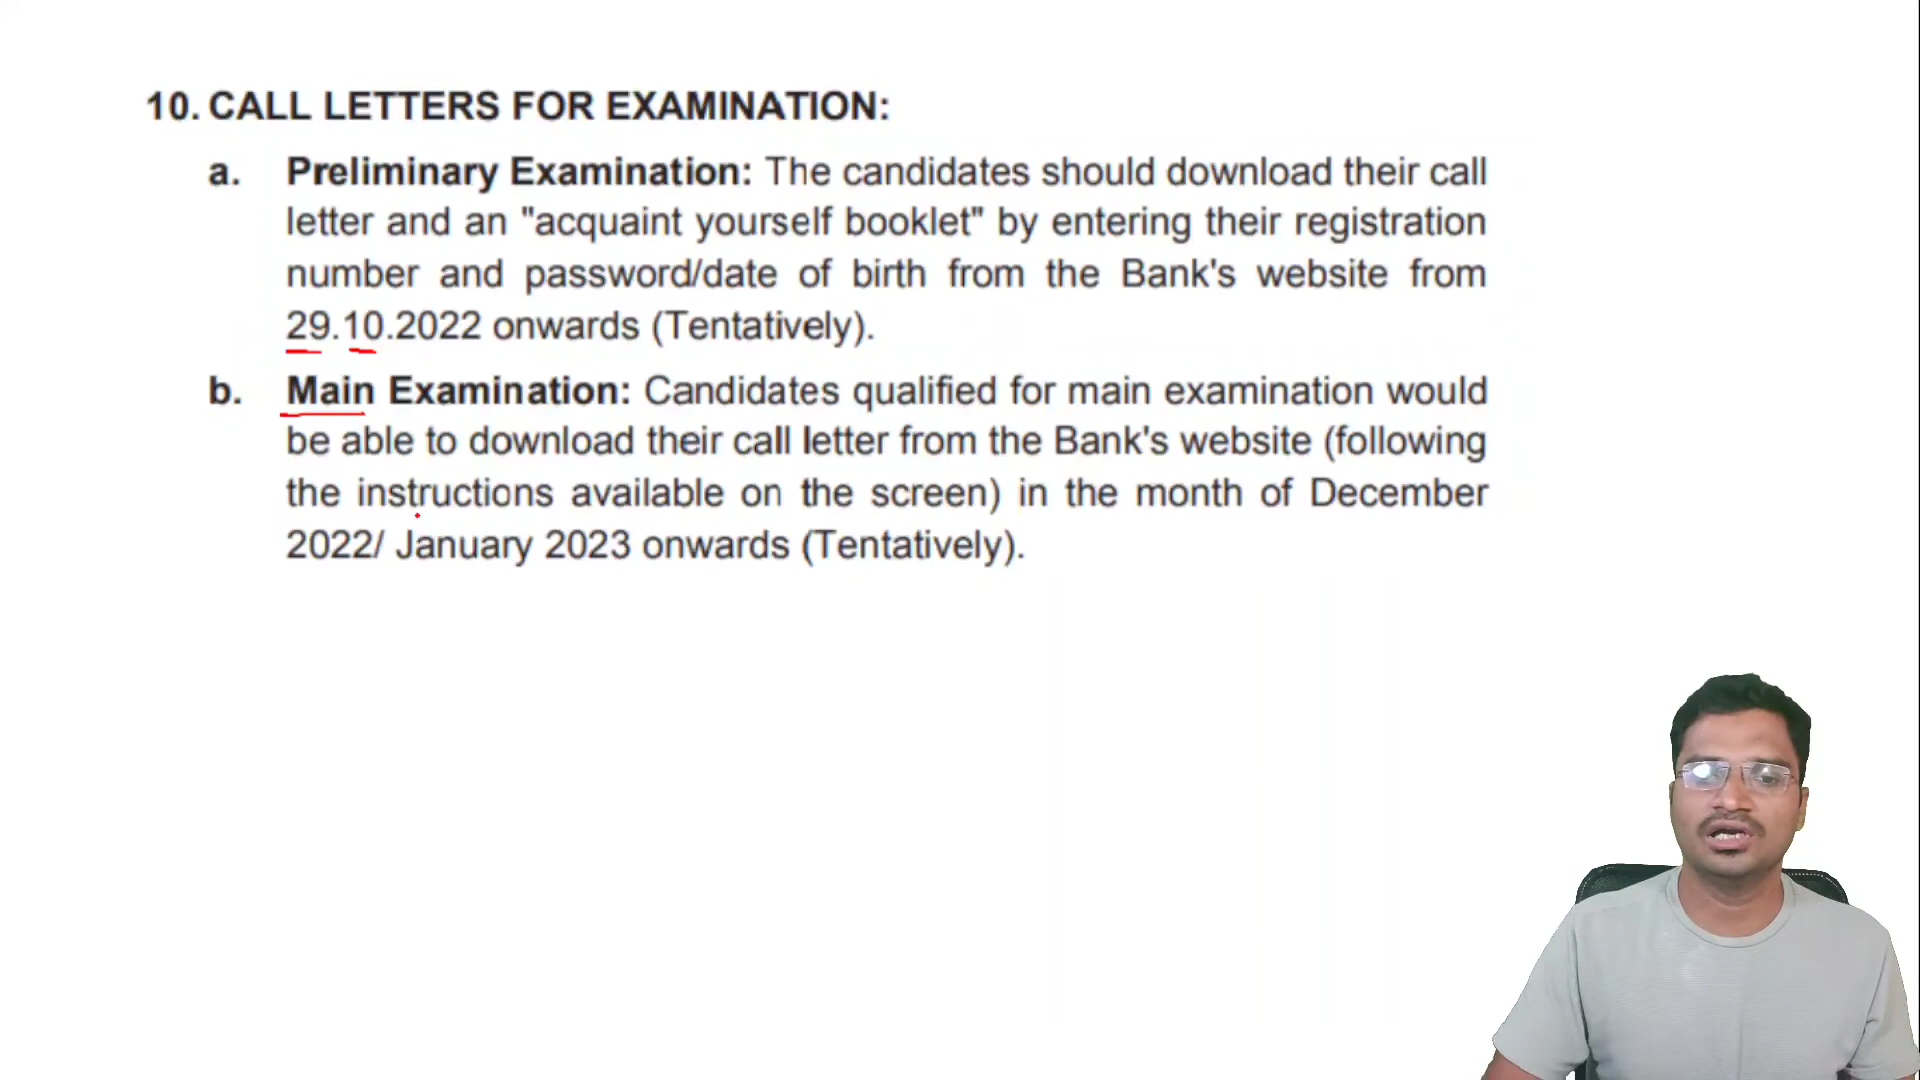 10. CALL LETTERS FOR EXAMINATION:
a. Preliminary Examination: The candidates should download their call
letter and an "acquaint yourself booklet" by entering their registration
number and password/date of birth from the Bank's website from
29.10.2022 onwards (Tentatively).
b. Main Examination: Candidates qualified for main examination would
be able to download their call letter from the Bank's website (following
the instructions available on the screen) in the month of December
2022/ January 2023 onwards (Tentatively).